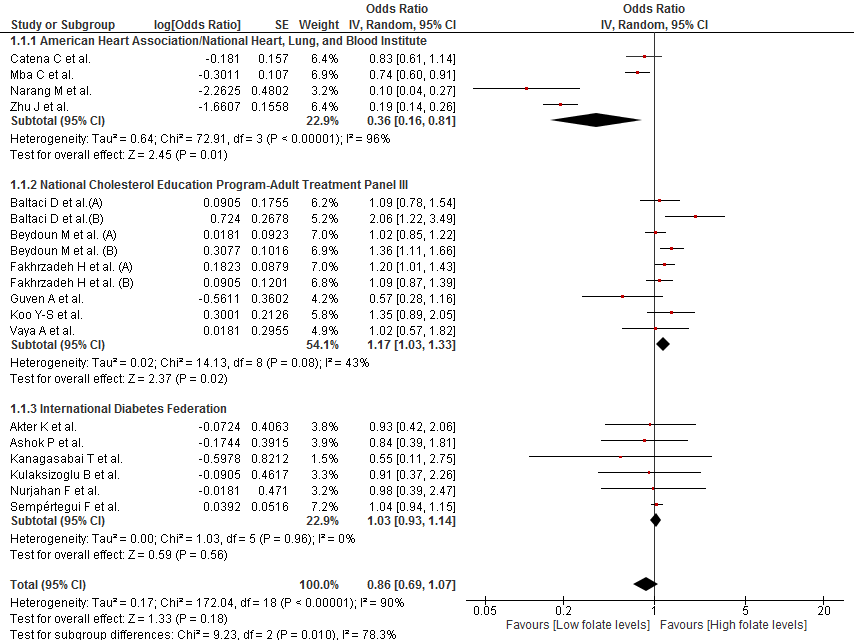 Odds Ratio Odds Ratio
Study or Subgroup log[Odds Ratio] SE Weight IV, Random, 95% CI IV, Random, 95% CI
1.1.1 American Heart Association/National Heart, Lung, and Blood Institute
Catena C et al. -0.181 0.157 6.4% 0.83 [0.61, 1.14]
Mba C et al. -0.3011 0.107 6.9% 0.74 [0.60, 0.91]
Narang M et al. -2.2625 0.4802 3.2% 0.10 [0.04, 0.27]
Zhu J et al. -1.6607 0.1558 6.4% 0.19 [0.14, 0.26]
Subtotal (95% CI) 22.9% 0.36 [0.16, 0.81]
Heterogeneity: Tau² = 0.64; Chi² = 72.91, df = 3 (P < 0.00001); I² = 96%
Test for overall effect: Z = 2.45 (P = 0.01)
1.1.2 National Cholesterol Education Program-Adult Treatment Panel III
Baltaci D et al.(A) 0.0905 0.1755 6.2% 1.09 [0.78, 1.54]
Baltaci D et al.(B) 0.724 0.2678 5.2% 2.06 [1.22, 3.49]
Beydoun M et al. (A) 0.0181 0.0923 7.0% 1.02 [0.85, 1.22]
Beydoun M et al. (B) 0.3077 0.1016 6.9% 1.36 [1.11, 1.66]
Fakhrzadeh H et al. (A) 0.1823 0.0879 7.0% 1.20 [1.01, 1.43]
Fakhrzadeh H et al. (B) 0.0905 0.1201 6.8% 1.09 [0.87, 1.39]
Guven A et al. -0.5611 0.3602 4.2% 0.57 [0.28, 1.16]
Koo Y-S et al. 0.3001 0.2126 5.8% 1.35 [0.89, 2.05]
Vaya A et al. 0.0181 0.2955 4.9% 1.02 [0.57, 1.82]
Subtotal (95% CI) 54.1% 1.17 [1.03, 1.33]
Heterogeneity: Tau² = 0.02; Chi² = 14.13, df = 8 (P = 0.08); I² = 43%
Test for overall effect: Z = 2.37 (P = 0.02)
1.1.3 International Diabetes Federation
Akter K et al. -0.0724 0.4063 3.8% 0.93 [0.42, 2.06]
Ashok P et al. -0.1744 0.3915 3.9% 0.84 [0.39, 1.81]
Kanagasabai T et al. -0.5978 0.8212 1.5% 0.55 [0.11, 2.75]
Kulaksizoglu B et al. -0.0905 0.4617 3.3% 0.91 [0.37, 2.26]
Nurjahan F et al. -0.0181 0.471 3.2% 0.98 [0.39, 2.47]
Sempértegui F et al. 0.0392 0.0516 7.2% 1.04 [0.94, 1.15]
Subtotal (95% CI) 22.9% 1.03 [0.93, 1.14]
Heterogeneity: Tau² = 0.00; Chi² = 1.03, df = 5 (P = 0.96); I² = 0%
Test for overall effect: Z = 0.59 (P = 0.56)
Total (95% CI) 100.0% 0.86 [0.69, 1.07]
Heterogeneity: Tau² = 0.17; Chi² = 172.04, df = 18 (P < 0.00001); I² = 90%
Test for overall effect: Z = 1.33 (P = 0.18)
Test for subgroup differences: Chi² = 9.23, df = 2 (P = 0.010), I² = 78.3%
0.05 0.2 1 5 20
Favours [Low folate levels] Favours [High folate levels]